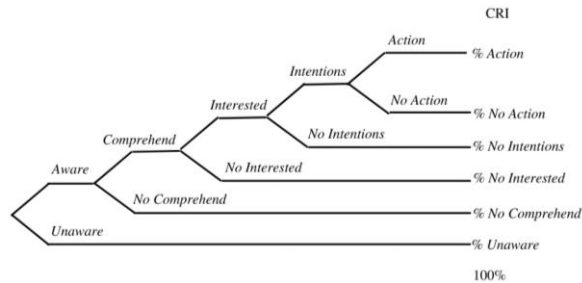 CRI
Action
% Action
Intentions
No Action
% No Action
Interested
No Intentions
% No Intentions
Comprehend
No Interested
% No Interested
Aware
No Comprehend
% No Comprehend
Unaware
% Unaware
100%